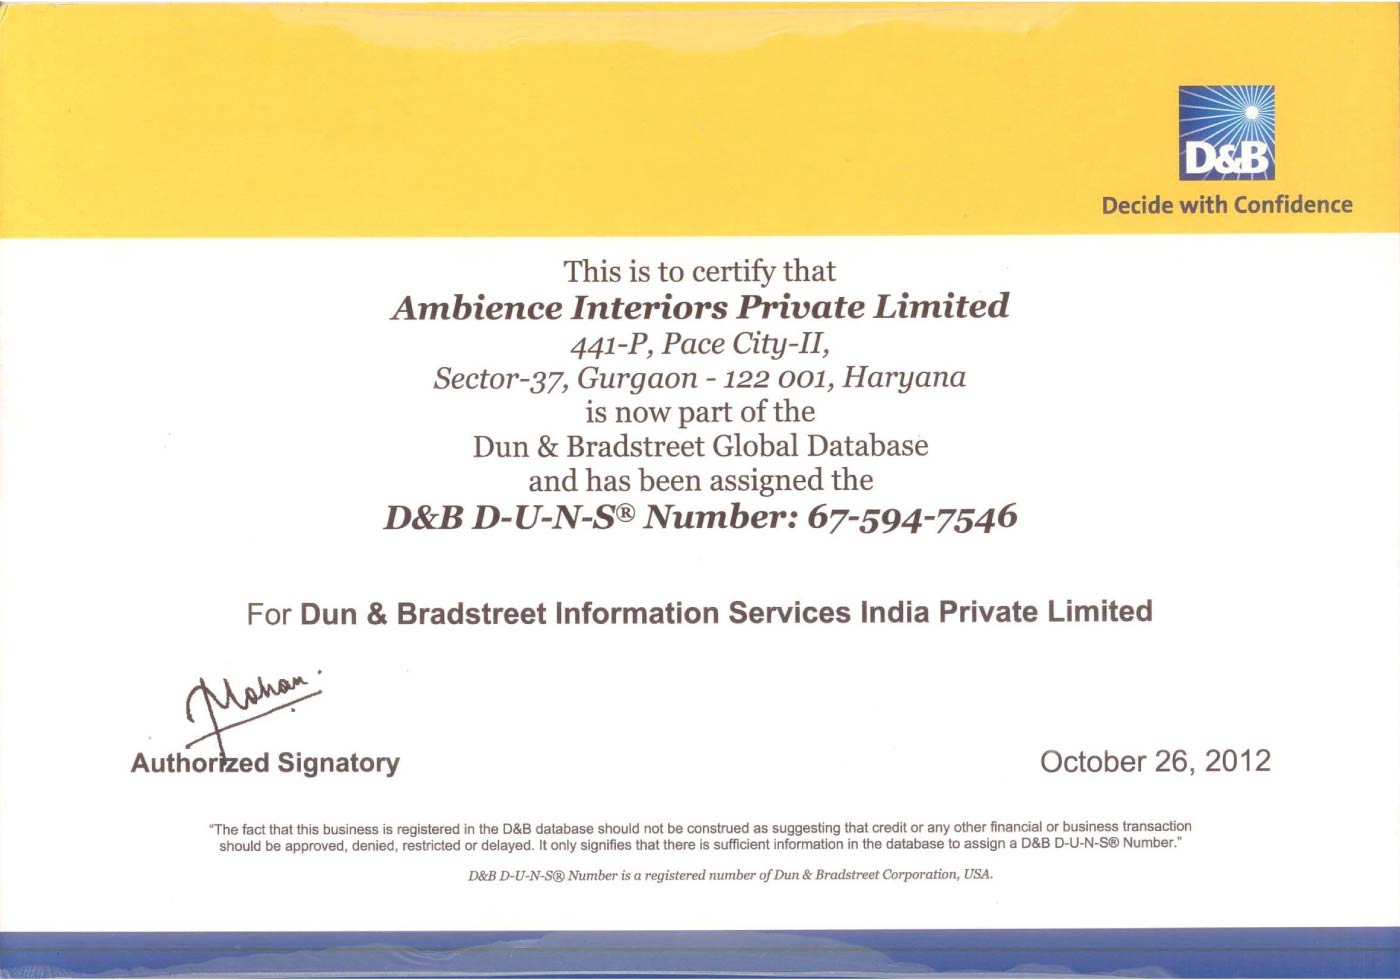 D&B
Decide with Confidence
This is to certify that
Ambience Interiors Private Limited
441-P, Pace City-II,
Sector-37, Gurgaon - 122 001, Haryana
is now part of the
Dun & Bradstreet Global Database
and has been assigned the
D&B D-U-N-S® Number: 67-594-7546
For Dun & Bradstreet Information Services India Private Limited
Mohan
Authorized Signatory
October 26, 2012
"The fact that this business is registered in the D&B database should not be construed as suggesting that credit or any other financial or business transaction
should be approved, denied, restricted or delayed. It only signifies that there is sufficient information in the database to assign a D&B D-U-N-S® Number."
D&B D-U-N-S® Number is a registered number of Dun & Bradstreet Corporation, USA.